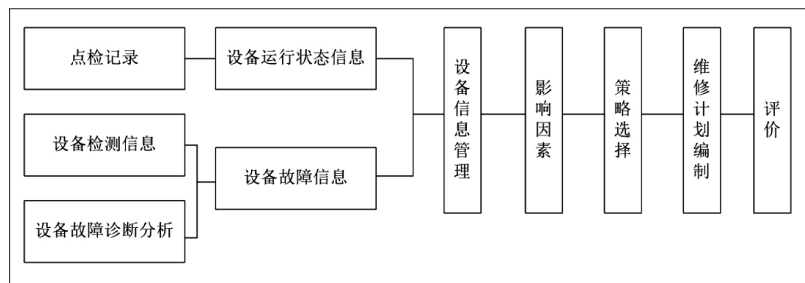 点检记录
设备运行状态信息
设备检测信息
设备故障信息
设备故障诊断分析
设备信息管理
影响因素
策略选择
维修计划编制
评价